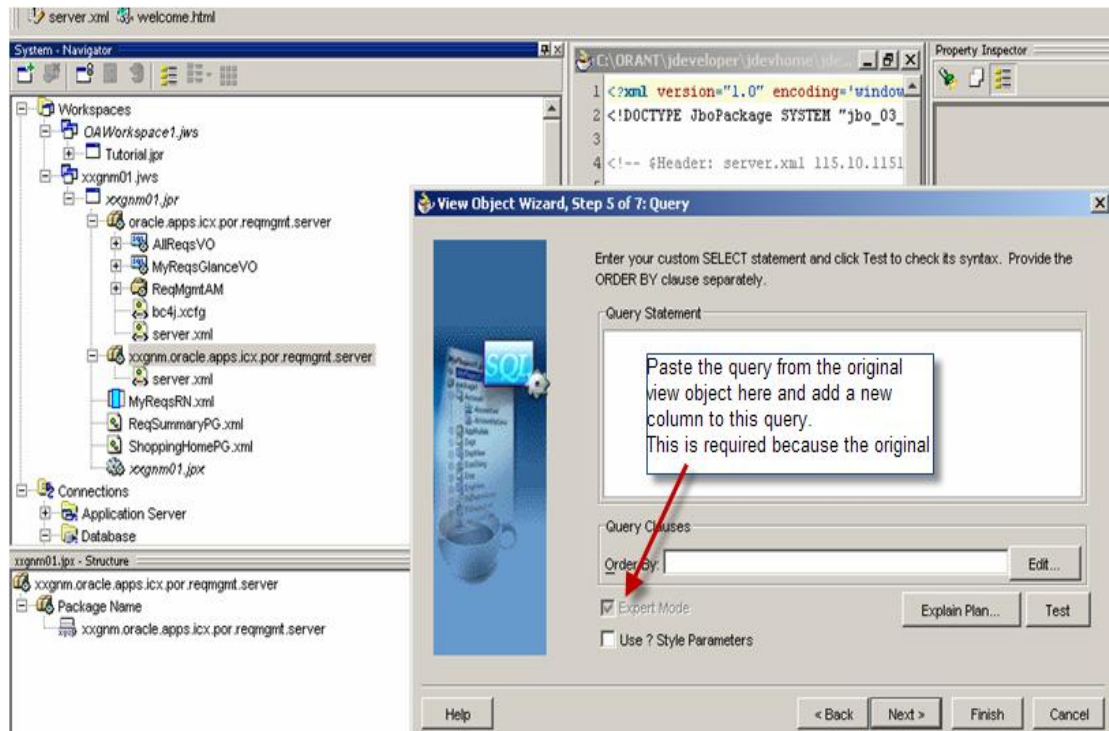 server.xml welcome.html
System - Navigator
Workspaces
OAWorkspace1.jws
Tutorial.jpr
xxgnm01.jws
xxgnm01.jpr
oracle.apps.icx.por.reqmgmt.server
AllReqsVO
MyReqsGlanceVO
ReqMgmtAM
bc4j.xcfg
server.xml
xxgnm.oracle.apps.icx.por.reqmgmt.server
server.xml
MyReqsRN.xml
ReqSummaryPG.xml
ShoppingHomePG.xml
xxgnm01.jpx
Connections
Application Server
Database
xxgnm01.jpx - Structure
xxgnm.oracle.apps.icx.por.reqmgmt.server
Package Name
xxgnm.oracle.apps.icx.por.reqmgmt.server
C:\ORANT\jdeveloper\jdevhome\jde...
1 <?xml version="1.0" encoding='window
2 <!DOCTYPE JboPackage SYSTEM "jbo_03_
3
4 <!-- $Header: server.xml 115.10.1151
Property Inspector
View Object Wizard, Step 5 of 7: Query
SQL
Enter your custom SELECT statement and click Test to check its syntax. Provide the
ORDER BY clause separately.
Query Statement
Paste the query from the original
view object here and add a new
column to this query.
This is required because the original
Query Clauses
Order By:
Edit...
Expert Mode
Explain Plan...
Test
Use ? Style Parameters
Help
< Back
Next >
Finish
Cancel